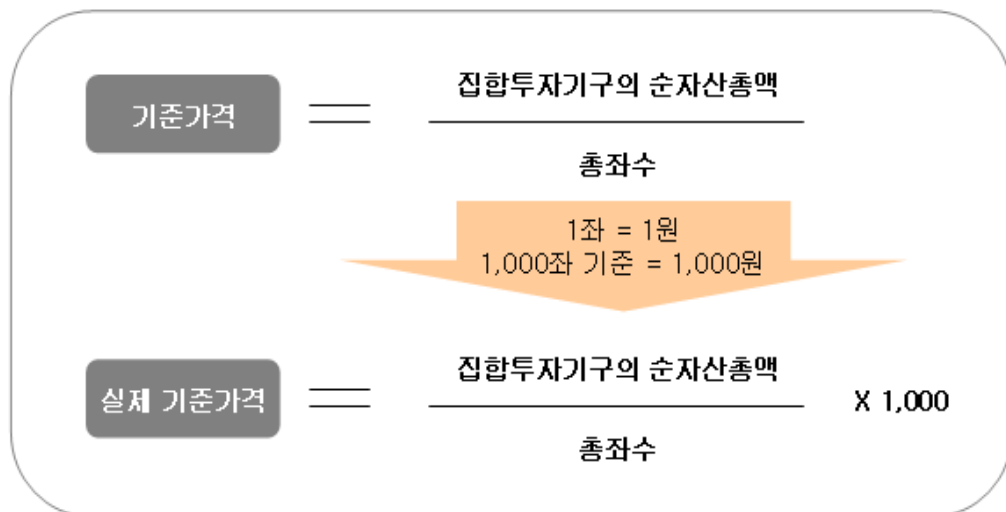 집합투자기구의 순자산총액
기준가격
총좌수
1좌 = 1원
1,000좌 기준 = 1,000원
집합투자기구의 순자산총액
실제 기준가격
X 1,000
총좌수